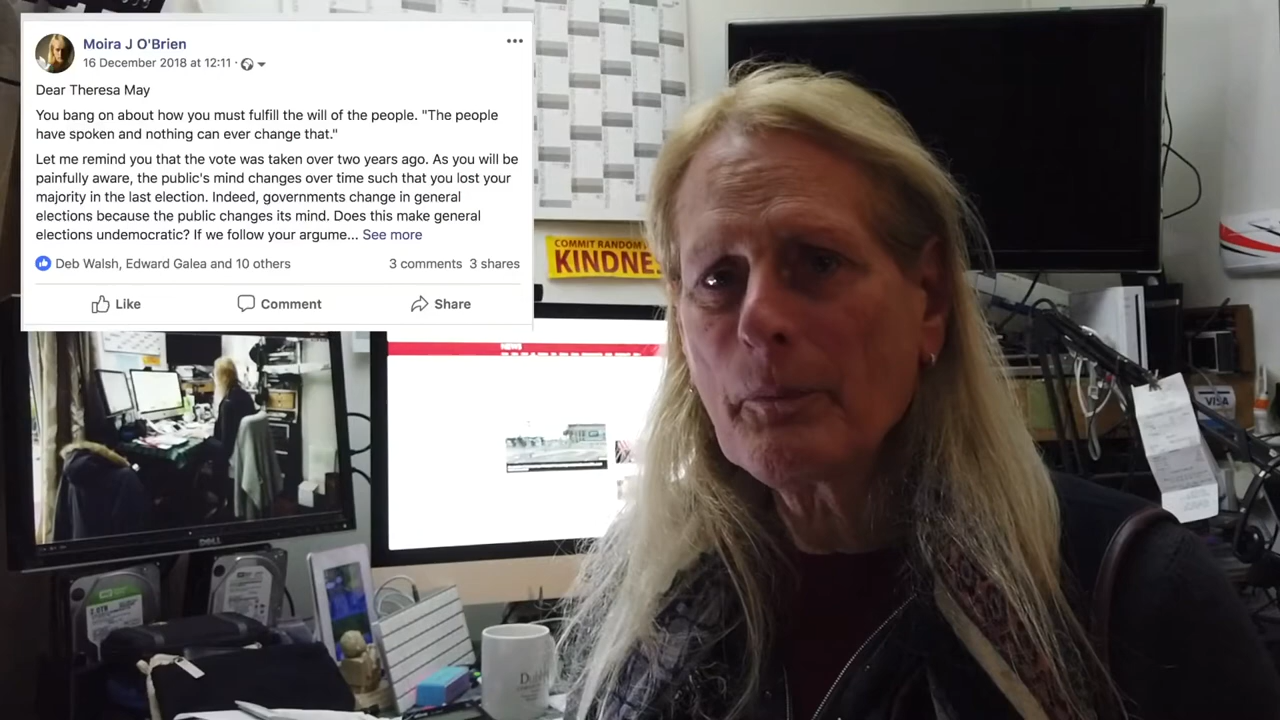 Moira J O'Brien
16 December 2018 at 12:11 ·
Dear Theresa May
You bang on about how you must fulfill the will of the people. "The people
have spoken and nothing can ever change that."
Let me remind you that the vote was taken over two years ago. As you will be
painfully aware, the public's mind changes over time such that you lost your
majority in the last election. Indeed, governments change in general
elections because the public changes its mind. Does this make general
elections undemocratic? If we follow your argume... See more
Deb Walsh, Edward Galea and 10 others 3 comments 3 shares
Like Comment Share
COMMIT RANDOM
KINDNE
NEWS
DELL
VISA